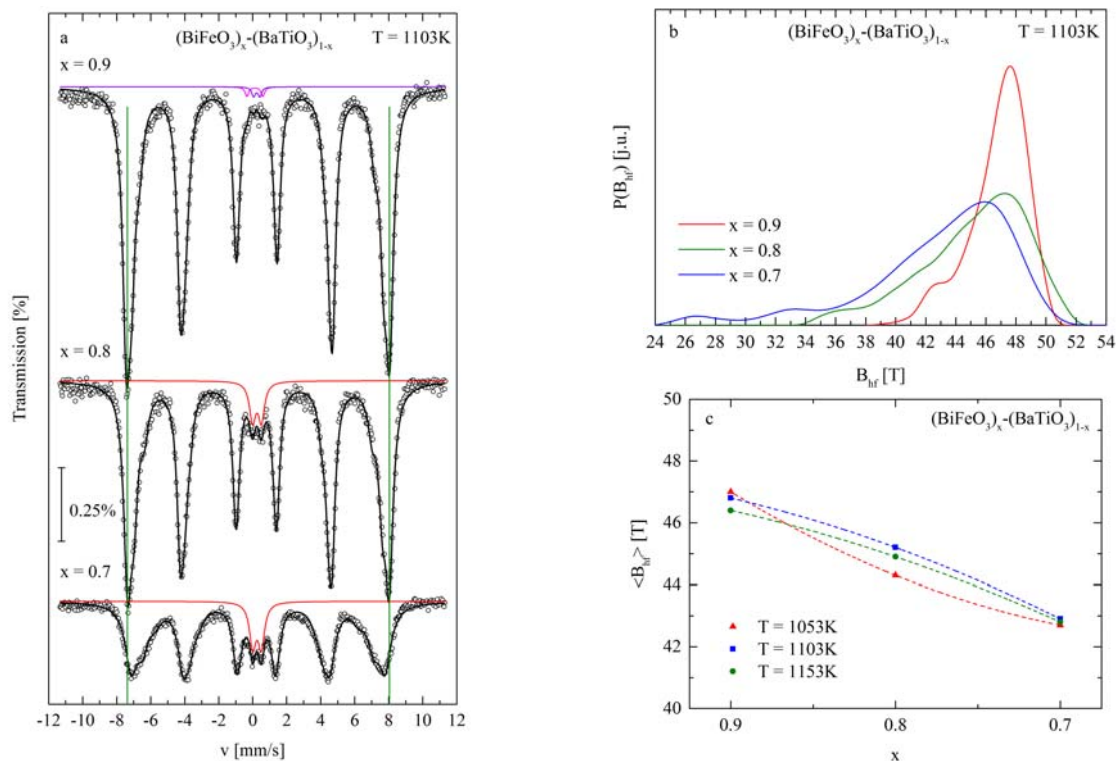 a
(BiFeO3)x-(BaTiO3)1-x
T = 1103K
x = 0.9
x = 0.8
0.25%
x = 0.7
Transmission [%]
-12 -10 -8 -6 -4 -2 0 2 4 6 8 10 12
v [mm/s]
b
(BiFeO3)x-(BaTiO3)1-x
T = 1103K
P(Bhf) [j.u.]
x = 0.9
x = 0.8
x = 0.7
24 26 28 30 32 34 36 38 40 42 44 46 48 50 52 54
Bhf [T]
c
(BiFeO3)x-(BaTiO3)1-x
50
48
46
44
42
40
<Bhf> [T]
T = 1053K
T = 1103K
T = 1153K
0.9 0.8 0.7
x